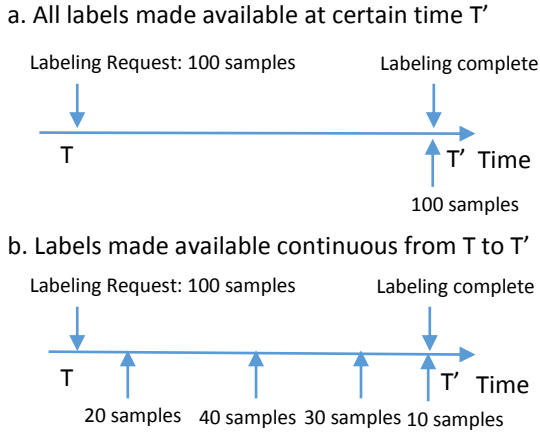 a. All labels made available at certain time T’
Labeling Request: 100 samples Labeling complete
T T’ Time
100 samples
b. Labels made available continuous from T to T’
Labeling Request: 100 samples Labeling complete
T T’ Time
20 samples 40 samples 30 samples 10 samples